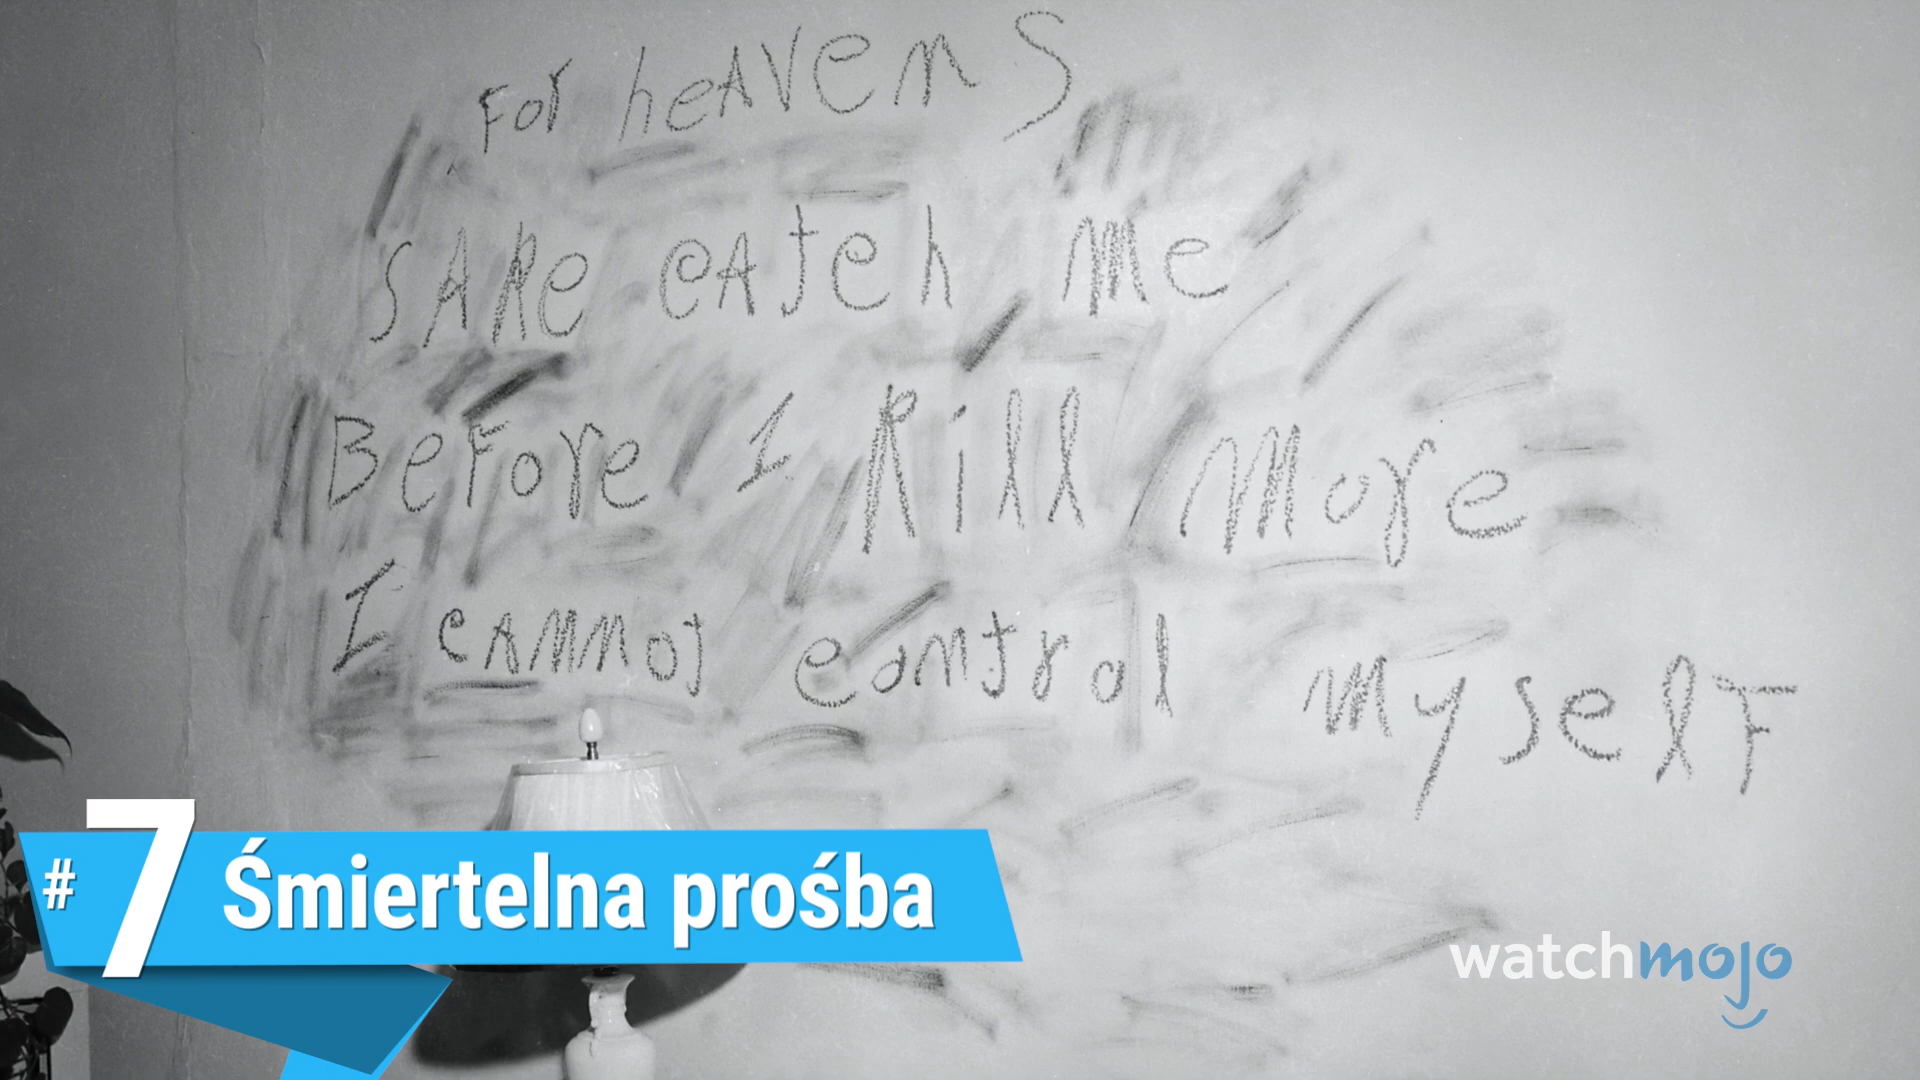 For heAvens
SAKe cAtch me
BeFore I Kill More
I cannot control myselF
#7 Śmiertelna prośba
watchmojo